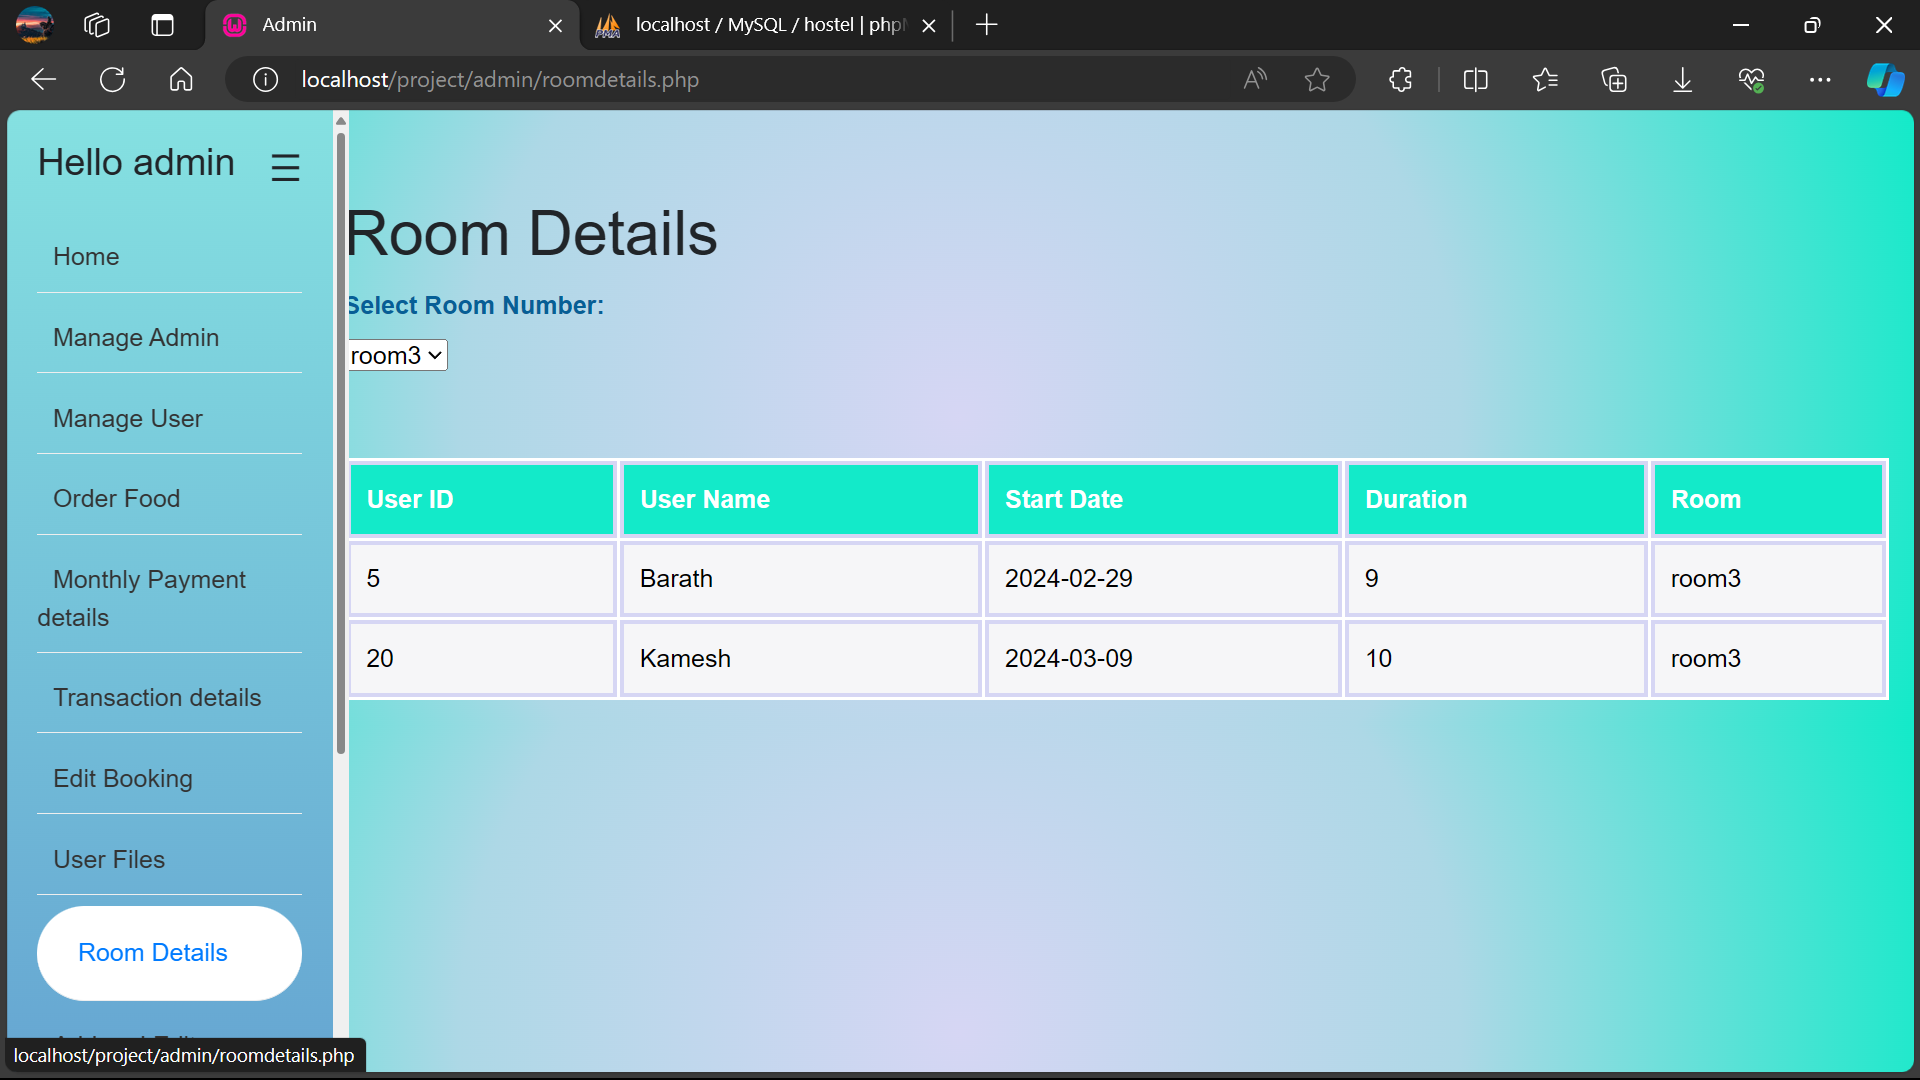 Admin
localhost / MySQL / hostel | php
localhost/project/admin/roomdetails.php
Hello admin
Home
Manage Admin
Manage User
Order Food
Monthly Payment
details
Transaction details
Edit Booking
User Files
Room Details
localhost/project/admin/roomdetails.php
Room Details
Select Room Number:
room3
User ID User Name Start Date Duration Room
5 Barath 2024-02-29 9 room3
20 Kamesh 2024-03-09 10 room3